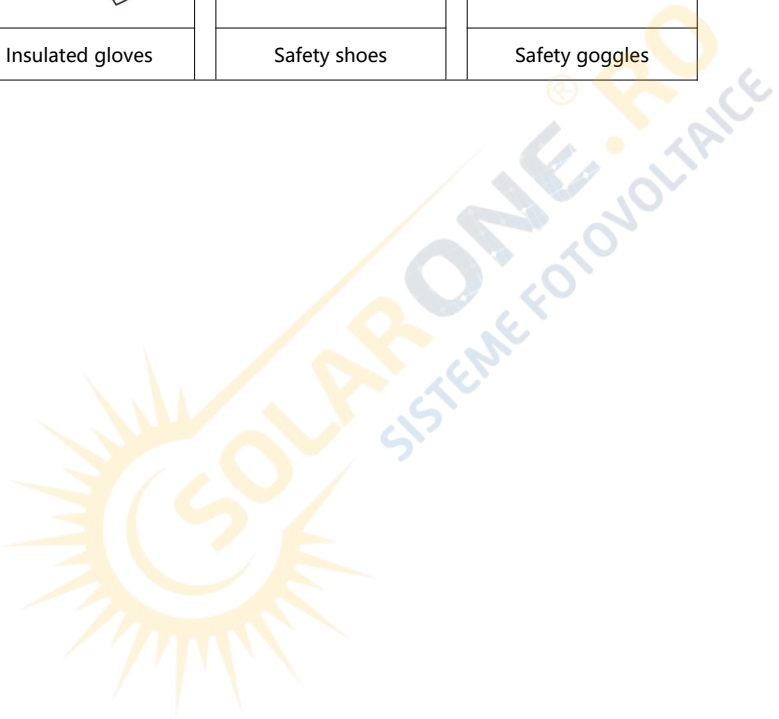 Insulated gloves
Safety shoes
Safety goggles
SOLARONE.RO
®
SISTEME FOTOVOLTAICE